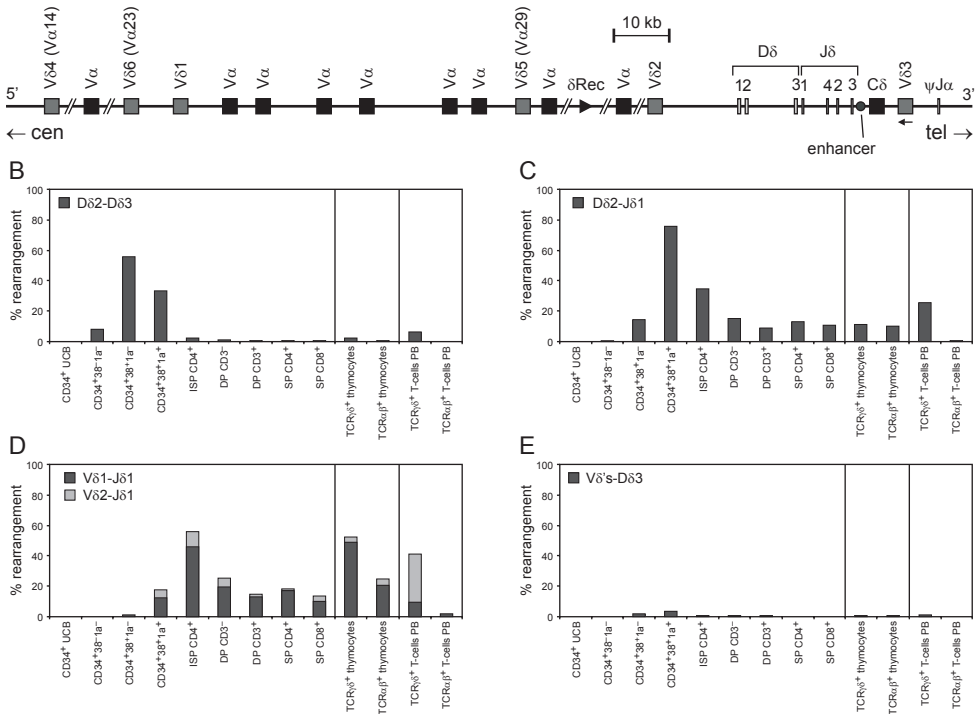 Vδ4 (Vα14)
Vα
Vδ6 (Vα23)
Vδ1
Vα
Vα
Vα
Vα
Vα
Vα
Vδ5 (Vα29)
Vα
δRec
Vα
Vδ2
10 kb
Dδ
Jδ
12
31
42
3
Cδ
Vδ3
ψJα
5'
3'
← cen
tel →
enhancer
B
% rearrangement
100
80
60
40
20
0
Dδ2-Dδ3
CD34⁺ UCB
CD34⁺38⁻1a⁻
CD34⁺38⁺1a⁻
CD34⁺38⁺1a⁺
ISP CD4⁺
DP CD3⁻
DP CD3⁺
SP CD4⁺
SP CD8⁺
TCRγδ⁺ thymocytes
TCRαβ⁺ thymocytes
TCRγδ⁺ T-cells PB
TCRαβ⁺ T-cells PB
C
% rearrangement
100
80
60
40
20
0
Dδ2-Jδ1
CD34⁺ UCB
CD34⁺38⁻1a⁻
CD34⁺38⁺1a⁻
CD34⁺38⁺1a⁺
ISP CD4⁺
DP CD3⁻
DP CD3⁺
SP CD4⁺
SP CD8⁺
TCRγδ⁺ thymocytes
TCRαβ⁺ thymocytes
TCRγδ⁺ T-cells PB
TCRαβ⁺ T-cells PB
D
% rearrangement
100
80
60
40
20
0
Vδ1-Jδ1
Vδ2-Jδ1
CD34⁺ UCB
CD34⁺38⁻1a⁻
CD34⁺38⁺1a⁻
CD34⁺38⁺1a⁺
ISP CD4⁺
DP CD3⁻
DP CD3⁺
SP CD4⁺
SP CD8⁺
TCRγδ⁺ thymocytes
TCRαβ⁺ thymocytes
TCRγδ⁺ T-cells PB
TCRαβ⁺ T-cells PB
E
% rearrangement
100
80
60
40
20
0
Vδ's-Dδ3
CD34⁺ UCB
CD34⁺38⁻1a⁻
CD34⁺38⁺1a⁻
CD34⁺38⁺1a⁺
ISP CD4⁺
DP CD3⁻
DP CD3⁺
SP CD4⁺
SP CD8⁺
TCRγδ⁺ thymocytes
TCRαβ⁺ thymocytes
TCRγδ⁺ T-cells PB
TCRαβ⁺ T-cells PB